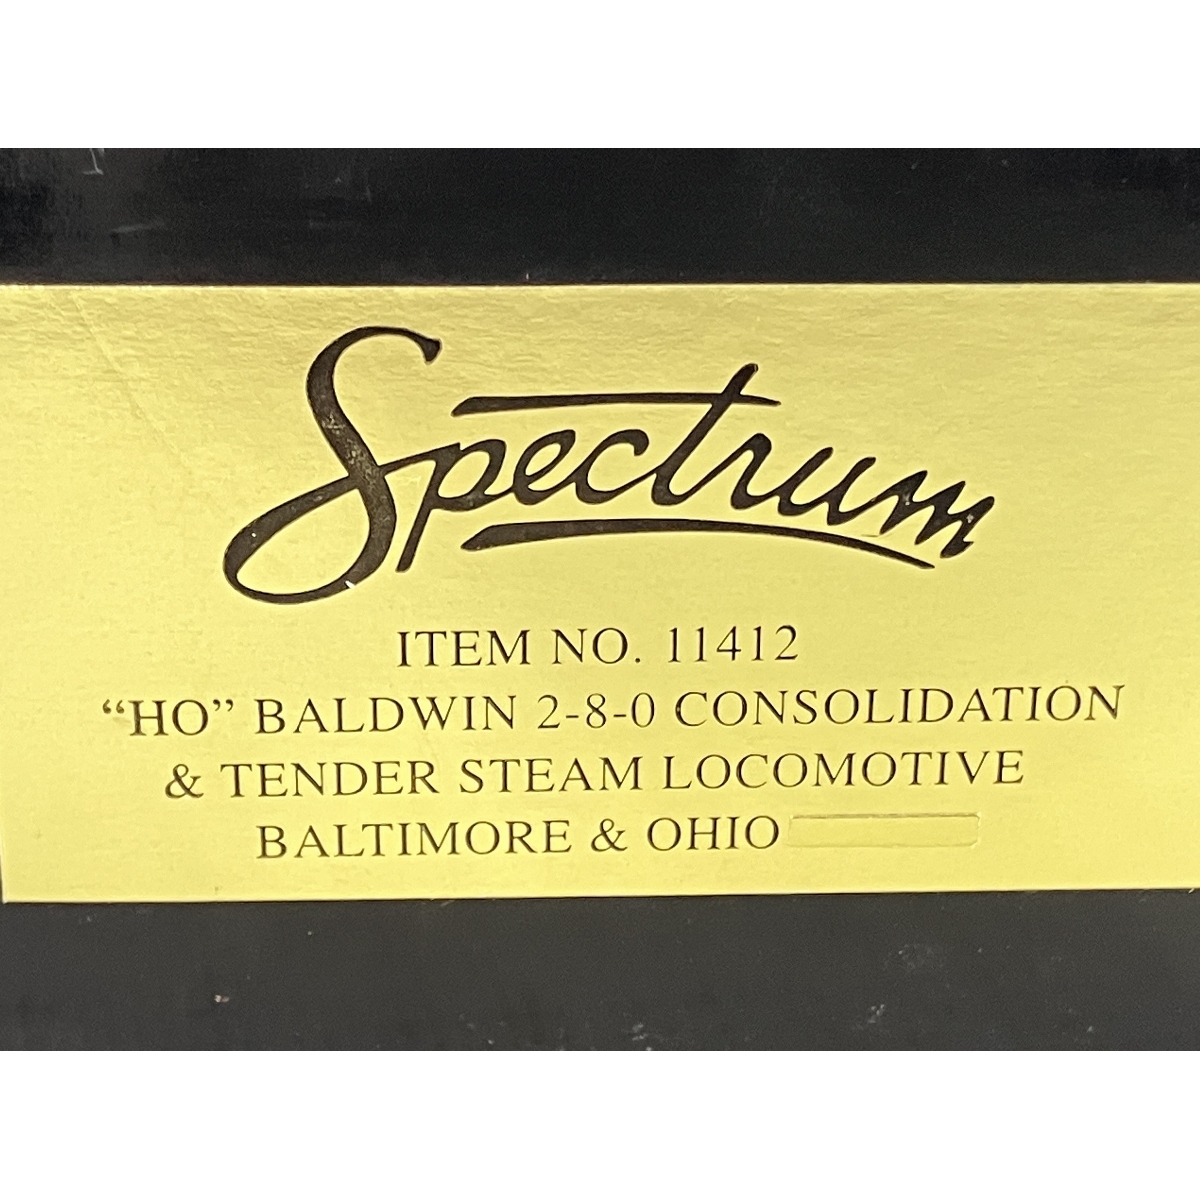 Spectrum
ITEM NO. 11412
“HO” BALDWIN 2-8-0 CONSOLIDATION
& TENDER STEAM LOCOMOTIVE
BALTIMORE & OHIO